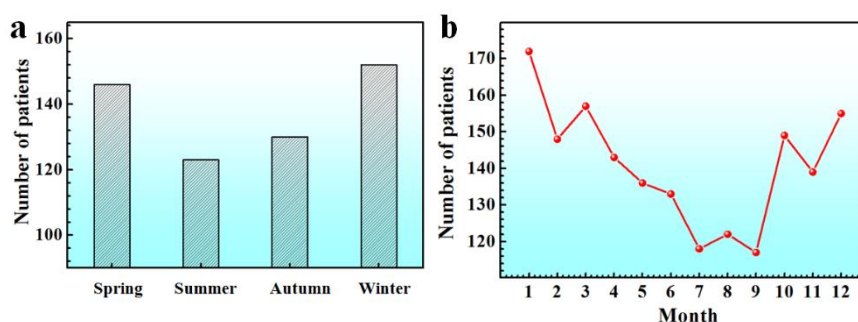 a
160
140
120
100
Number of patients
Spring Summer Autumn Winter
b
170
160
150
140
130
120
Number of patients
1 2 3 4 5 6 7 8 9 10 11 12
Month